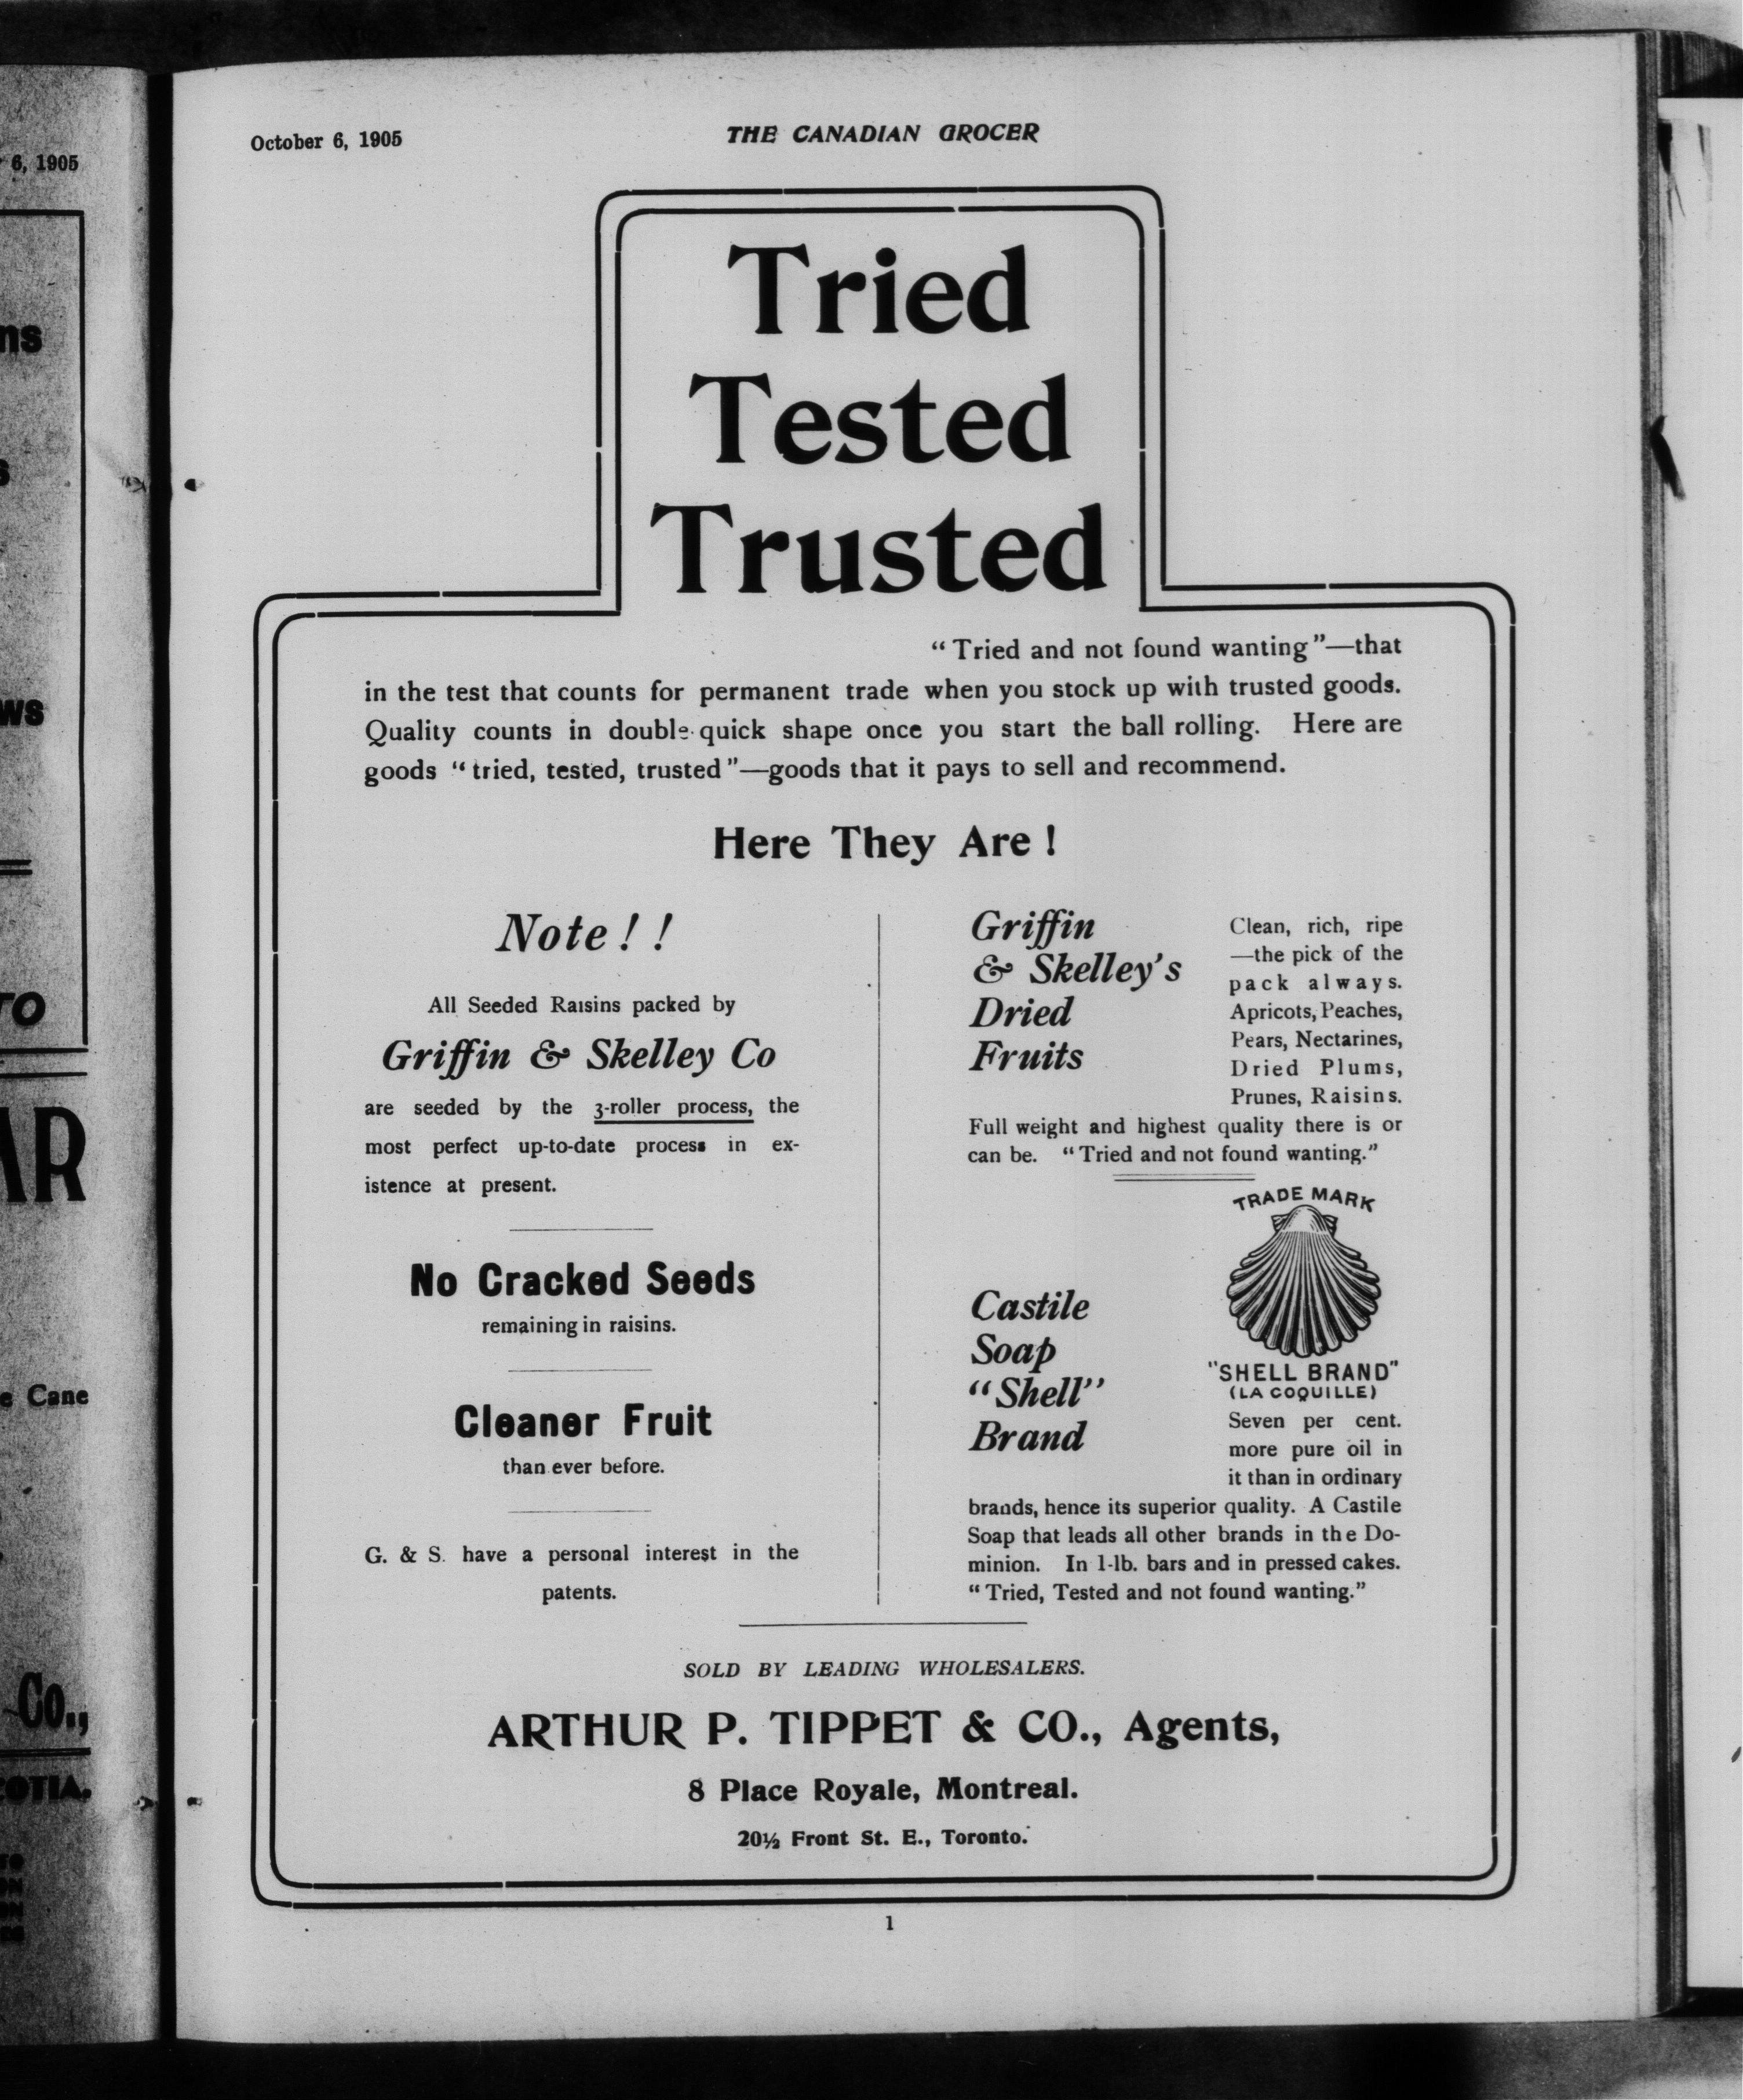 6, 1905
ns
s
ws
TO
AR
e Cane
Co.,
OTIA.
October 6, 1905
THE CANADIAN GROCER
Tried
Tested
Trusted
“Tried and not found wanting”—that
in the test that counts for permanent trade when you stock up with trusted goods.
Quality counts in double-quick shape once you start the ball rolling. Here are
goods “tried, tested, trusted”—goods that it pays to sell and recommend.
Here They Are!
Note!!
All Seeded Raisins packed by
Griffin & Skelley Co
are seeded by the 3-roller process, the
most perfect up-to-date process in ex-
istence at present.
No Cracked Seeds
remaining in raisins.
Cleaner Fruit
than ever before.
G. & S. have a personal interest in the
patents.
Griffin
& Skelley's
Dried
Fruits
Clean, rich, ripe
—the pick of the
pack always.
Apricots, Peaches,
Pears, Nectarines,
Dried Plums,
Prunes, Raisins.
Full weight and highest quality there is or
can be. “Tried and not found wanting.”
TRADE MARK
"SHELL BRAND"
(LA COQUILLE)
Castile
Soap
“Shell”
Brand
Seven per cent.
more pure oil in
it than in ordinary
brands, hence its superior quality. A Castile
Soap that leads all other brands in the Do-
minion. In 1-lb. bars and in pressed cakes.
“Tried, Tested and not found wanting.”
SOLD BY LEADING WHOLESALERS.
ARTHUR P. TIPPET & CO., Agents,
8 Place Royale, Montreal.
20½ Front St. E., Toronto.
1